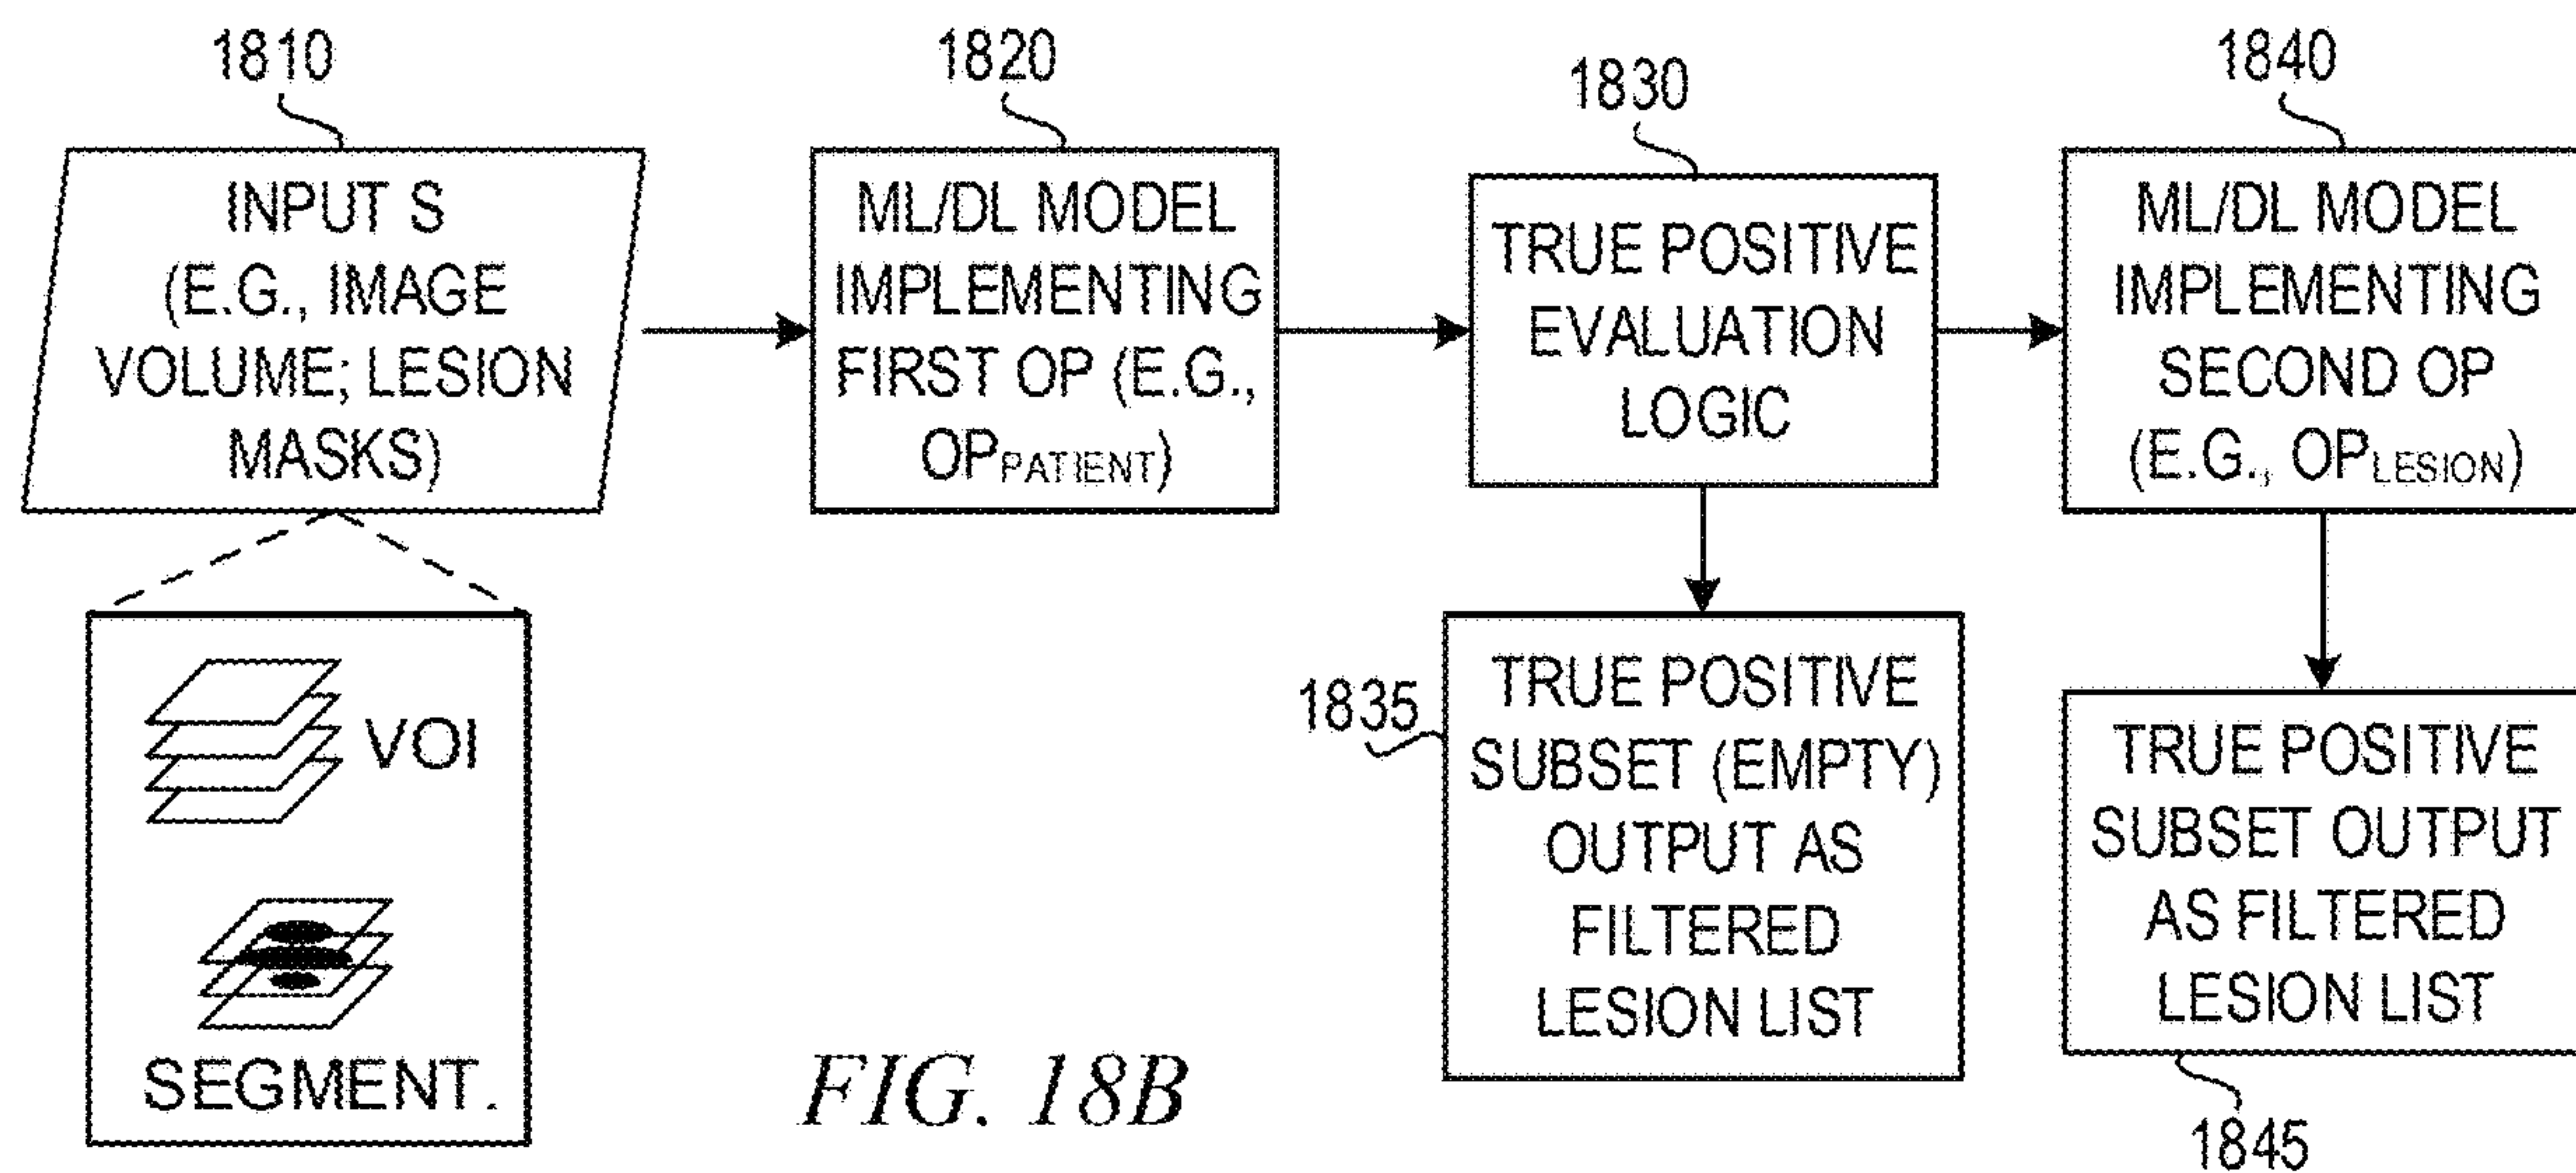 1810
INPUT S
(E.G., IMAGE
VOLUME; LESION
MASKS)
VOI
SEGMENT.
1820
ML/DL MODEL
IMPLEMENTING
FIRST OP (E.G.,
OPPATIENT)
1830
TRUE POSITIVE
EVALUATION
LOGIC
1835
TRUE POSITIVE
SUBSET (EMPTY)
OUTPUT AS
FILTERED
LESION LIST
1840
ML/DL MODEL
IMPLEMENTING
SECOND OP
(E.G., OPLESION)
TRUE POSITIVE
SUBSET OUTPUT
AS FILTERED
LESION LIST
1845
FIG. 18B